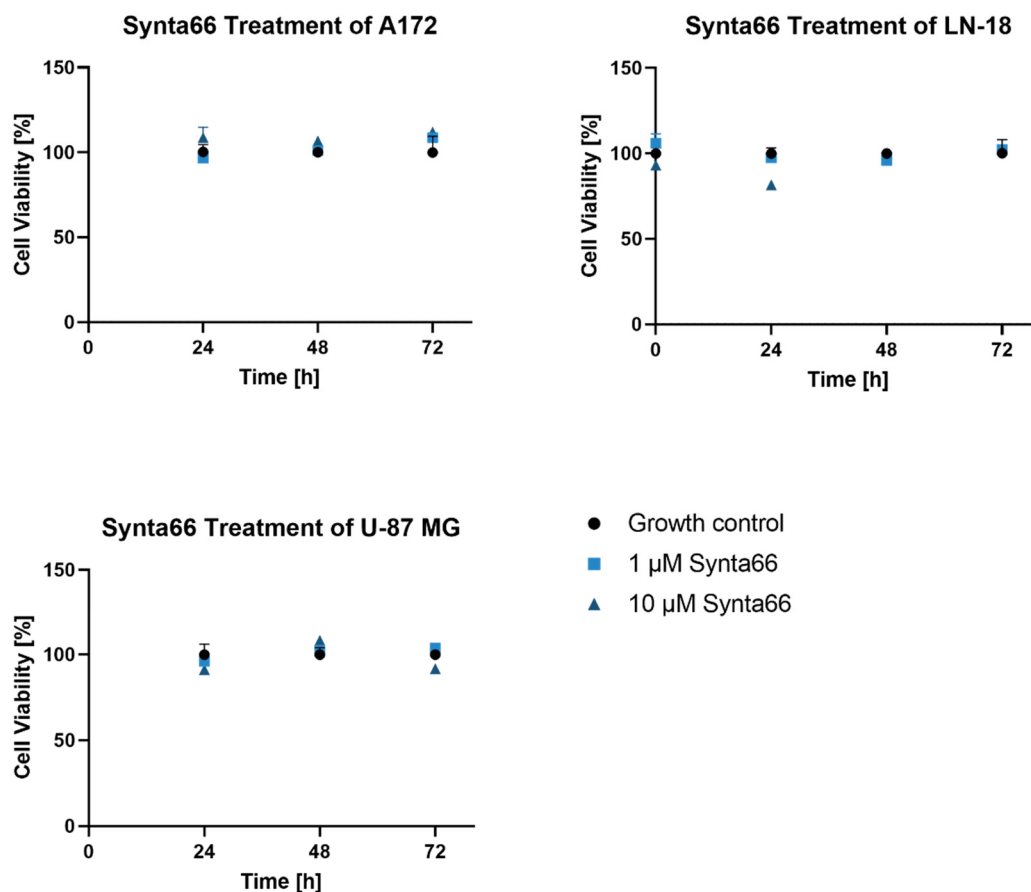 Synta66 Treatment of A172
Cell Viability [%]
150
100
50
0
0 24 48 72
Time [h]
Synta66 Treatment of LN-18
Cell Viability [%]
150
100
50
0
0 24 48 72
Time [h]
Synta66 Treatment of U-87 MG
Cell Viability [%]
150
100
50
0
0 24 48 72
Time [h]
Growth control
1 µM Synta66
10 µM Synta66